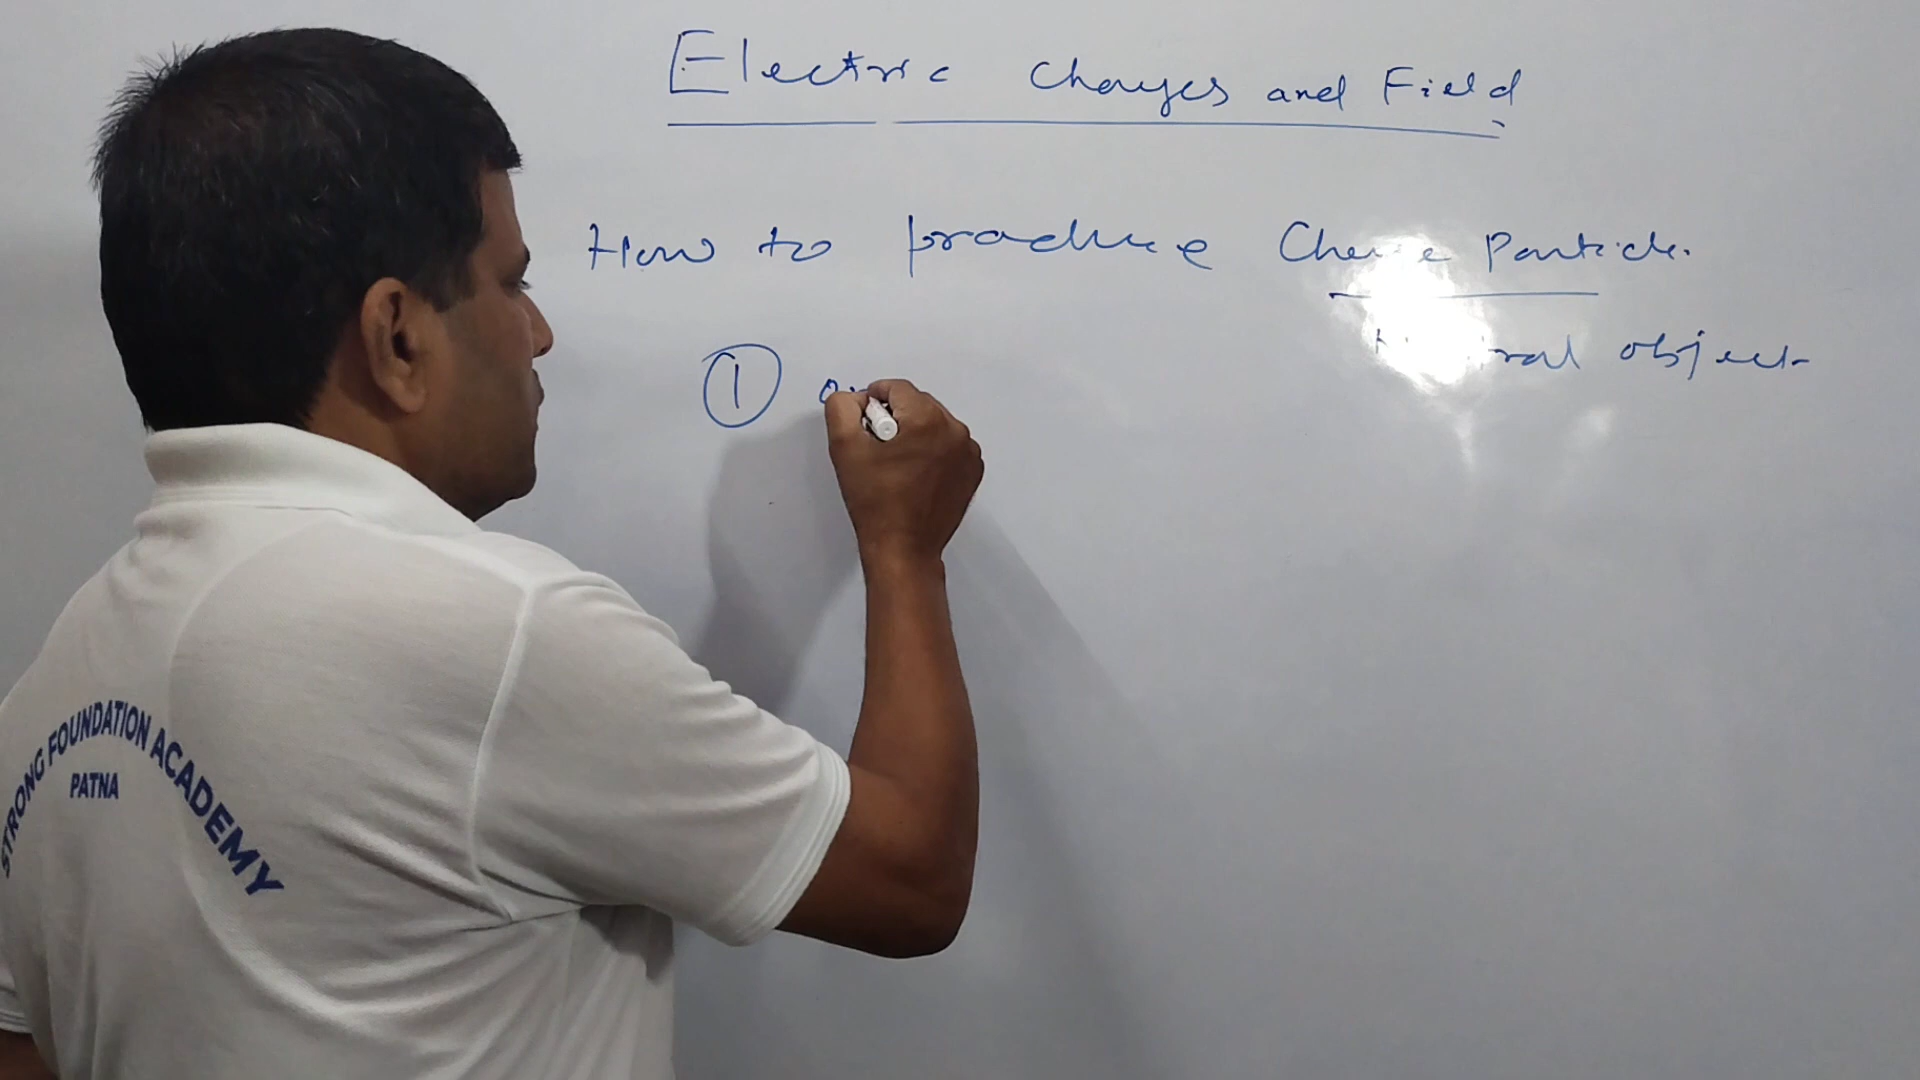 Electric Charges and Field
How to produce Charge Particle.
object
①
STRONG FOUNDATION ACADEMY
PATNA